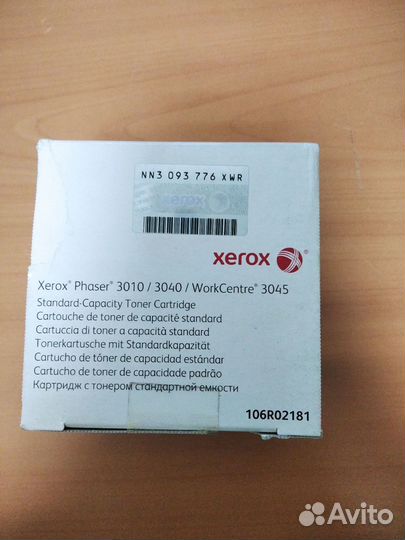 NN3 093 776 XWR
xerox
xerox
Xerox® Phaser® 3010 / 3040 / WorkCentre® 3045
Standard-Capacity Toner Cartridge
Cartouche de toner de capacité standard
Cartuccia di toner a capacità standard
Tonerkartusche mit Standardkapazität
Cartucho de tóner de capacidad estándar
Cartucho de toner de capacidade padrão
Картридж с тонером стандартной емкости
106R02181
Avito